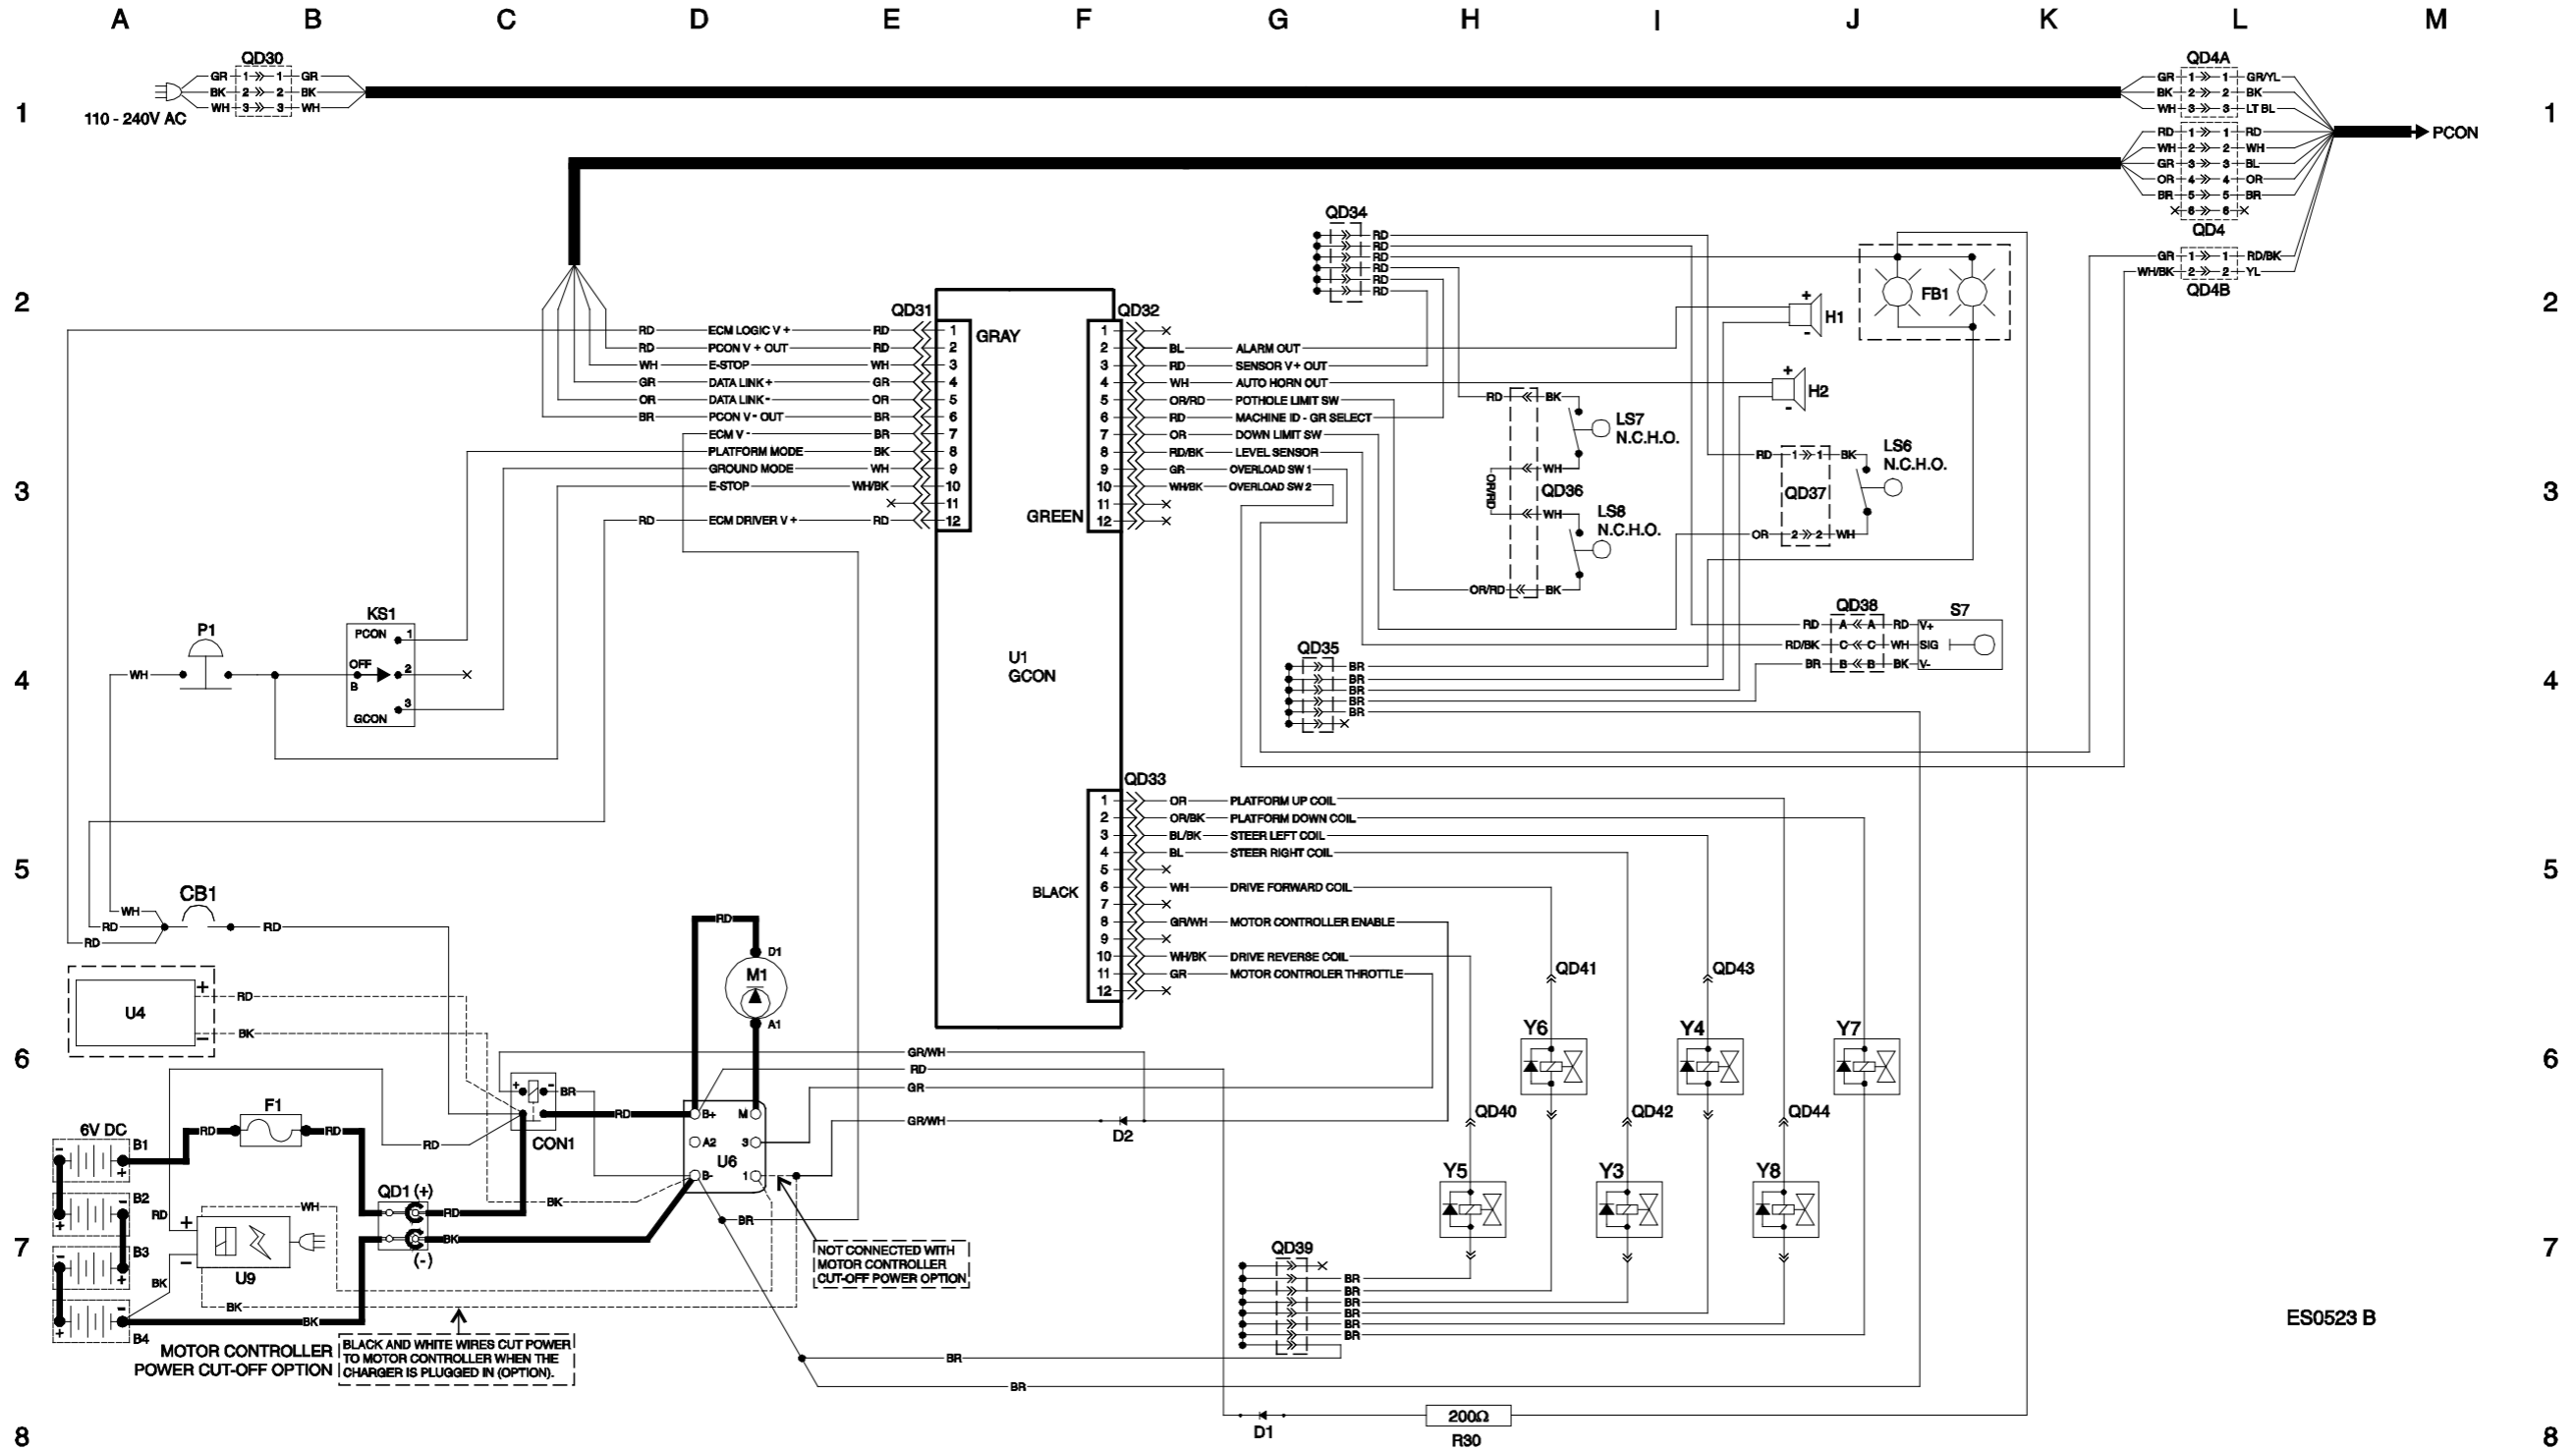 A B C D E F G H I J K L M
QD30
GR 1 1 GR
BK 2 2 BK
WH 3 3 WH
110 - 240V AC
1
QD4A
GR 1 1 GR/YL
BK 2 2 BK
WH 3 3 LT BL
1
RD 1 1 RD
PCON
WH 2 2 WH
GR 3 3 BL
OR 4 4 OR
BR 5 5 BR
6 6
QD4
GR 1 1 RD/BK
WH/BK 2 2 YL
QD4B
QD34
RD
RD
RD
RD
RD
RD
2
2
QD31
GRAY
RD ECM LOGIC V + RD 1
RD PCON V + OUT RD 2
WH E-STOP WH 3
GR DATA LINK + GR 4
OR DATA LINK - OR 5
BR PCON V - OUT BR 6
ECM V - BR 7
PLATFORM MODE BK 8
GROUND MODE WH 9
E-STOP WH/BK 10
11
RD ECM DRIVER V + RD 12
QD32
1
2 BL ALARM OUT
3 RD SENSOR V + OUT
4 WH AUTO HORN OUT
5 OR/RD POTHOLE LIMIT SW
6 RD MACHINE ID - GR SELECT
7 OR DOWN LIMIT SW
8 RD/BK LEVEL SENSOR
9 GR OVERLOAD SW 1
10 WH/BK OVERLOAD SW 2
11
12
GREEN
FB1
+
H1
-
+
H2
-
RD BK
LS7
N.C.H.O.
WH
OR/RD
QD36
WH
LS8
N.C.H.O.
OR/RD BK
LS6
N.C.H.O.
RD 1 1 BK
QD37
OR 2 2 WH
3
3
QD38
S7
RD A A RD V+
RD/BK C C WH SIG
BR B B BK V-
P1
KS1
PCON 1
OFF
2
B
3
GCON
WH
4
4
U1
GCON
QD35
BR
BR
BR
BR
BR
QD33
1 OR PLATFORM UP COIL
2 OR/BK PLATFORM DOWN COIL
3 BL/BK STEER LEFT COIL
4 BL STEER RIGHT COIL
5
6 WH DRIVE FORWARD COIL
7
8 GR/WH MOTOR CONTROLLER ENABLE
9
10 WH/BK DRIVE REVERSE COIL
11 GR MOTOR CONTROLER THROTTLE
12
BLACK
5
5
CB1
WH
RD RD
RD
RD
D1
M1
A1
U4
+ RD
- BK
QD41
QD43
Y6
Y4
Y7
6
6
GR/WH
RD
GR
GR/WH
D2
+ - BR
CON1
RD
RD
B+ M
A2 3
U6
B- 1
F1
RD RD
6V DC
- B1
+
- B2
+
- B3
+
- B4
+
QD40
QD42
QD44
Y5
Y3
Y8
QD1 (+)
RD
BK
(-)
WH
BK
RD
+
-
U9
BK
BK
BR
BK
NOT CONNECTED WITH
MOTOR CONTROLLER
CUT-OFF POWER OPTION
7
7
QD39
BR
BR
BR
BR
BR
BR
ES0523 B
MOTOR CONTROLLER
POWER CUT-OFF OPTION
BLACK AND WHITE WIRES CUT POWER
TO MOTOR CONTROLLER WHEN THE
CHARGER IS PLUGGED IN (OPTION).
BR
BR
D1
200Ω
R30
8
8